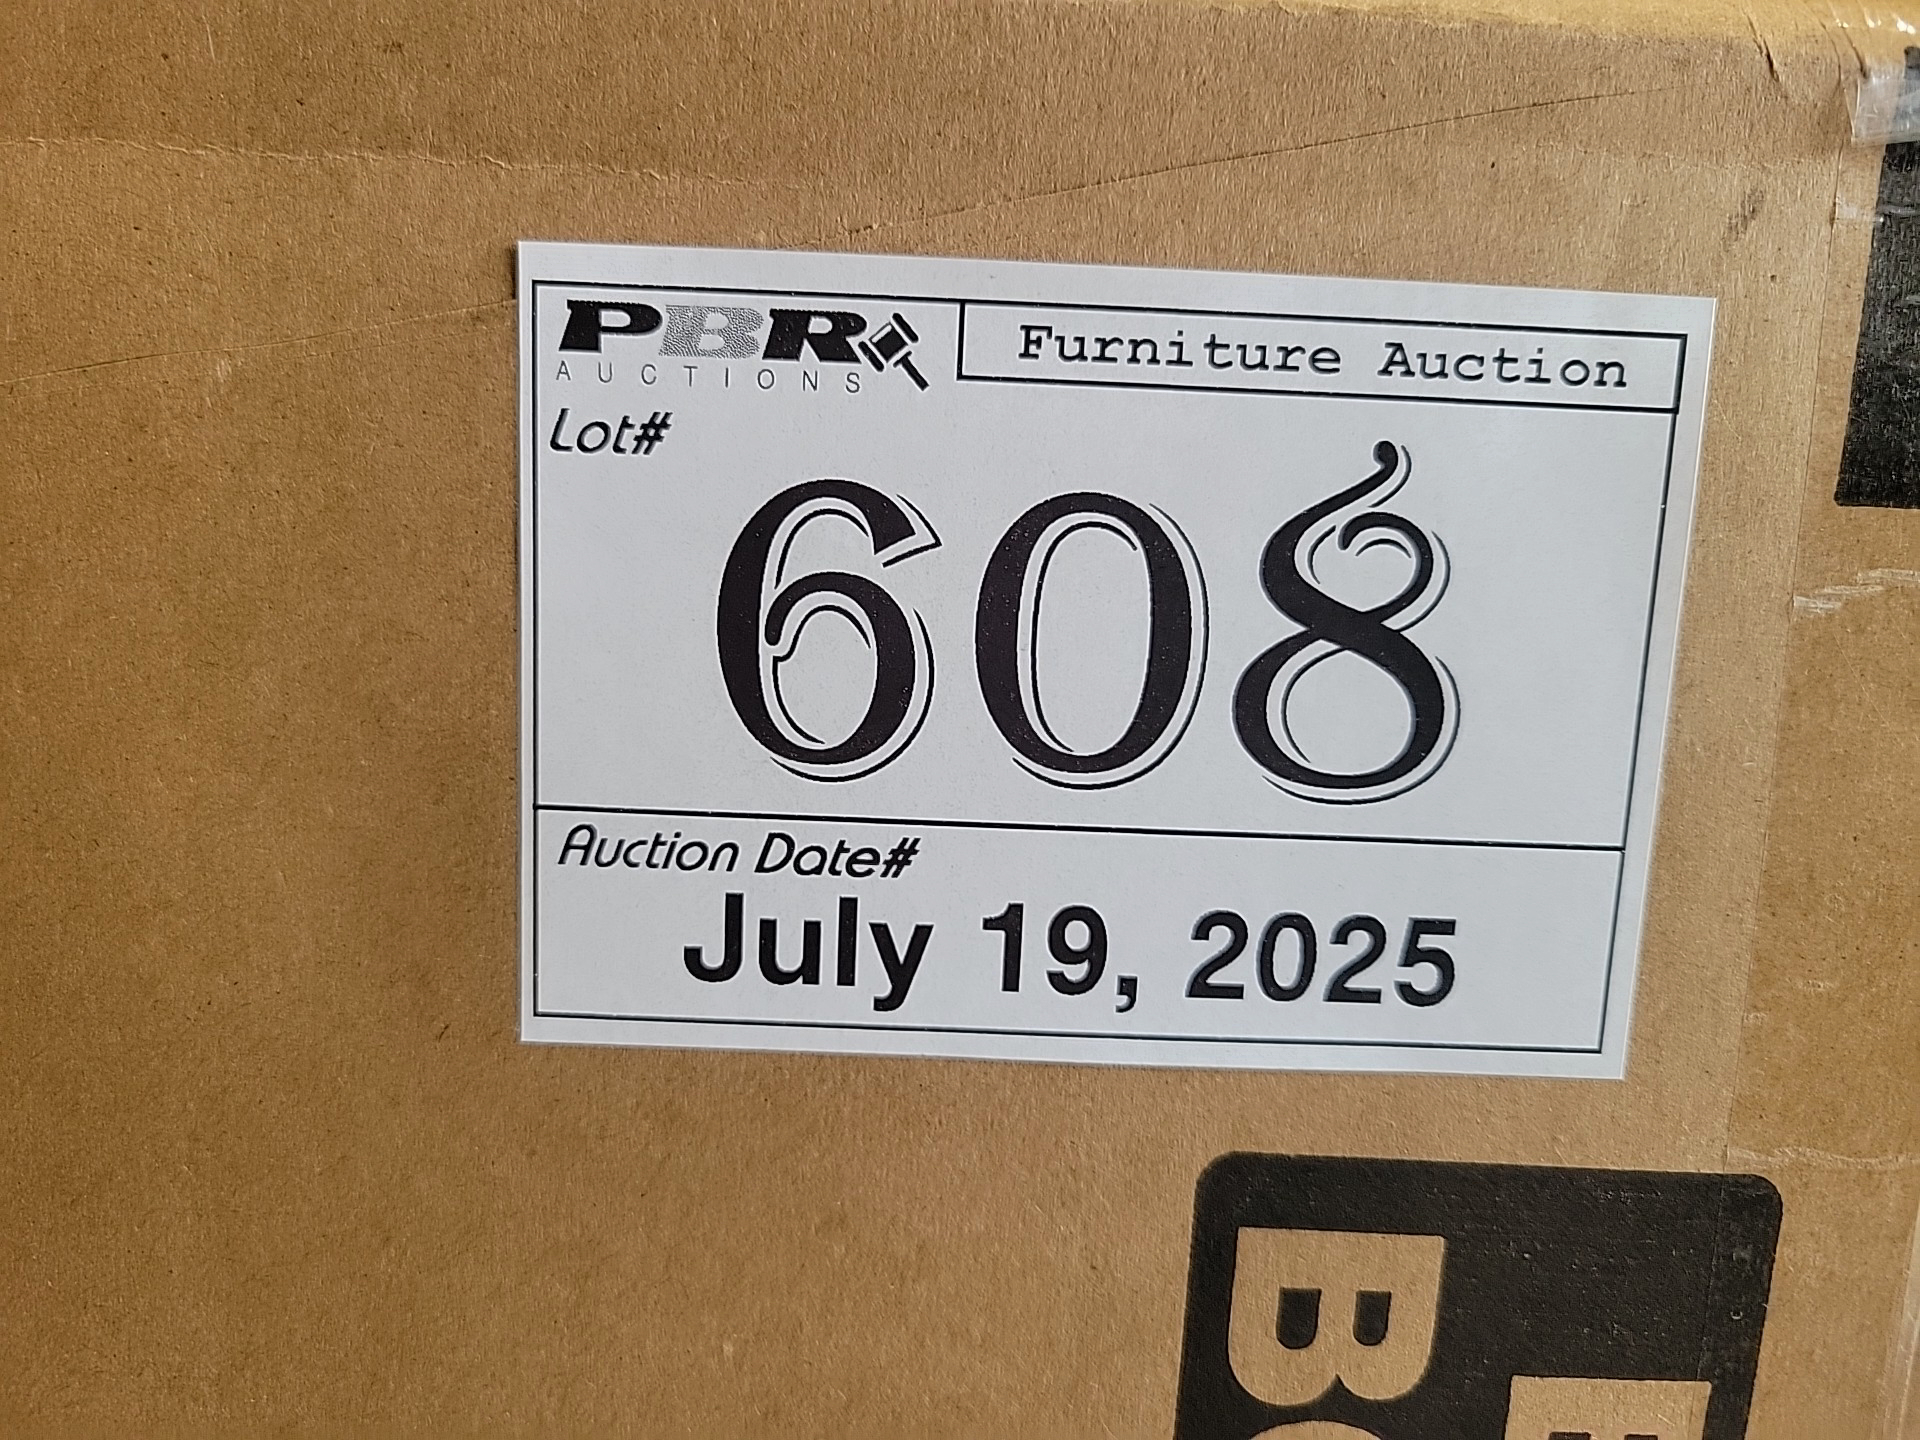 PBR
AUCTIONS
Furniture Auction
Lot#
608
Auction Date#
July 19, 2025